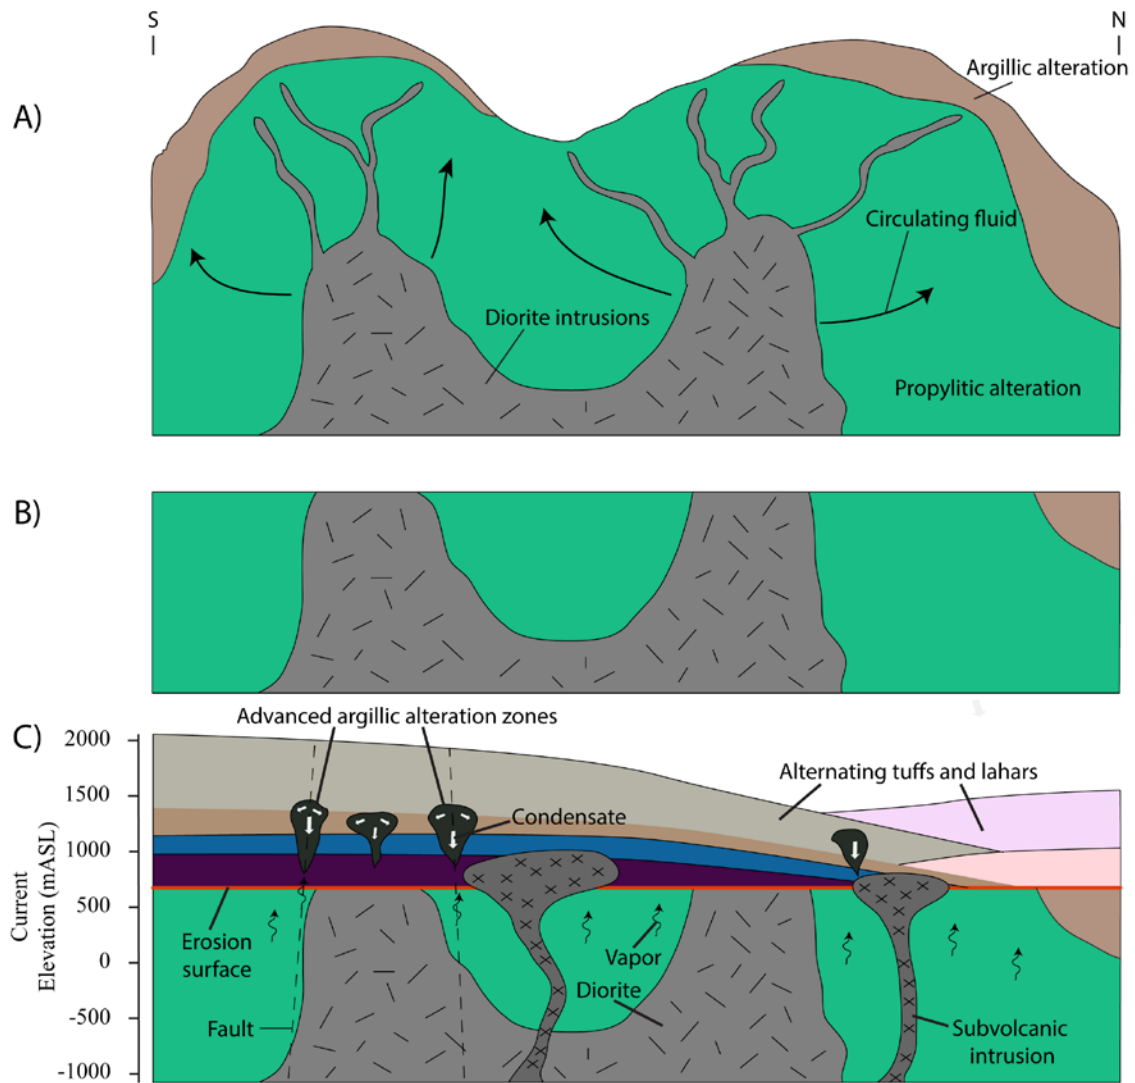 S
N
A)
Argillic alteration
Circulating fluid
Diorite intrusions
Propylitic alteration
B)
C)
Advanced argillic alteration zones
Alternating tuffs and lahars
Condensate
Current
Elevation (mASL)
2000
1500
1000
500
0
-500
-1000
Erosion
surface
Vapor
Diorite
Fault
Subvolcanic
intrusion